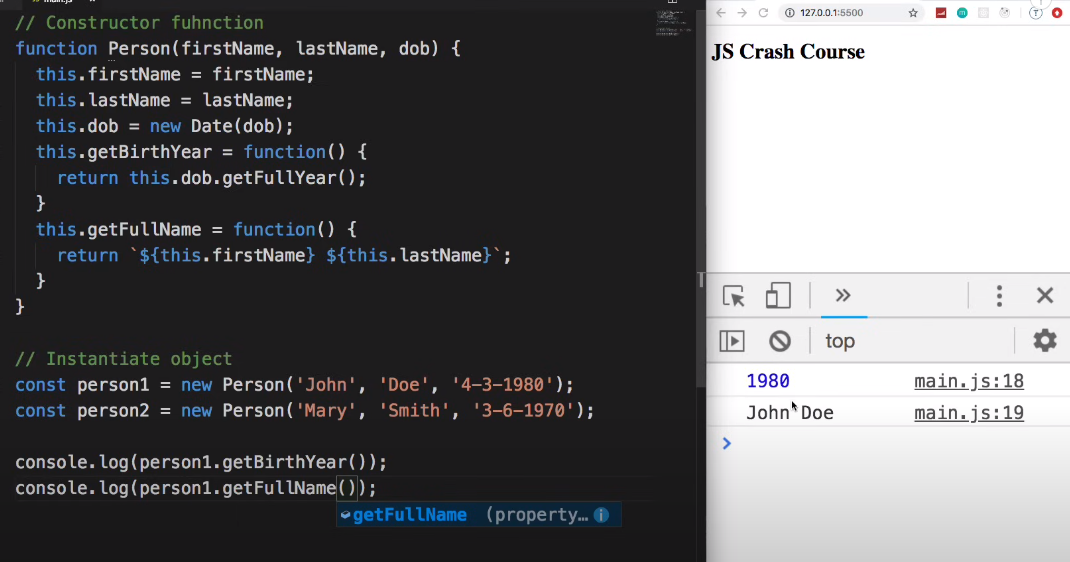 main.js
// Constructor fuhnction
function Person(firstName, lastName, dob) {
this.firstName = firstName;
this.lastName = lastName;
this.dob = new Date(dob);
this.getBirthYear = function() {
return this.dob.getFullYear();
}
this.getFullName = function() {
return `${this.firstName} ${this.lastName}`;
}
}
// Instantiate object
const person1 = new Person('John', 'Doe', '4-3-1980');
const person2 = new Person('Mary', 'Smith', '3-6-1970');
console.log(person1.getBirthYear());
console.log(person1.getFullName());
getFullName (property…
127.0.0.1:5500
JS Crash Course
top
1980 main.js:18
John Doe main.js:19